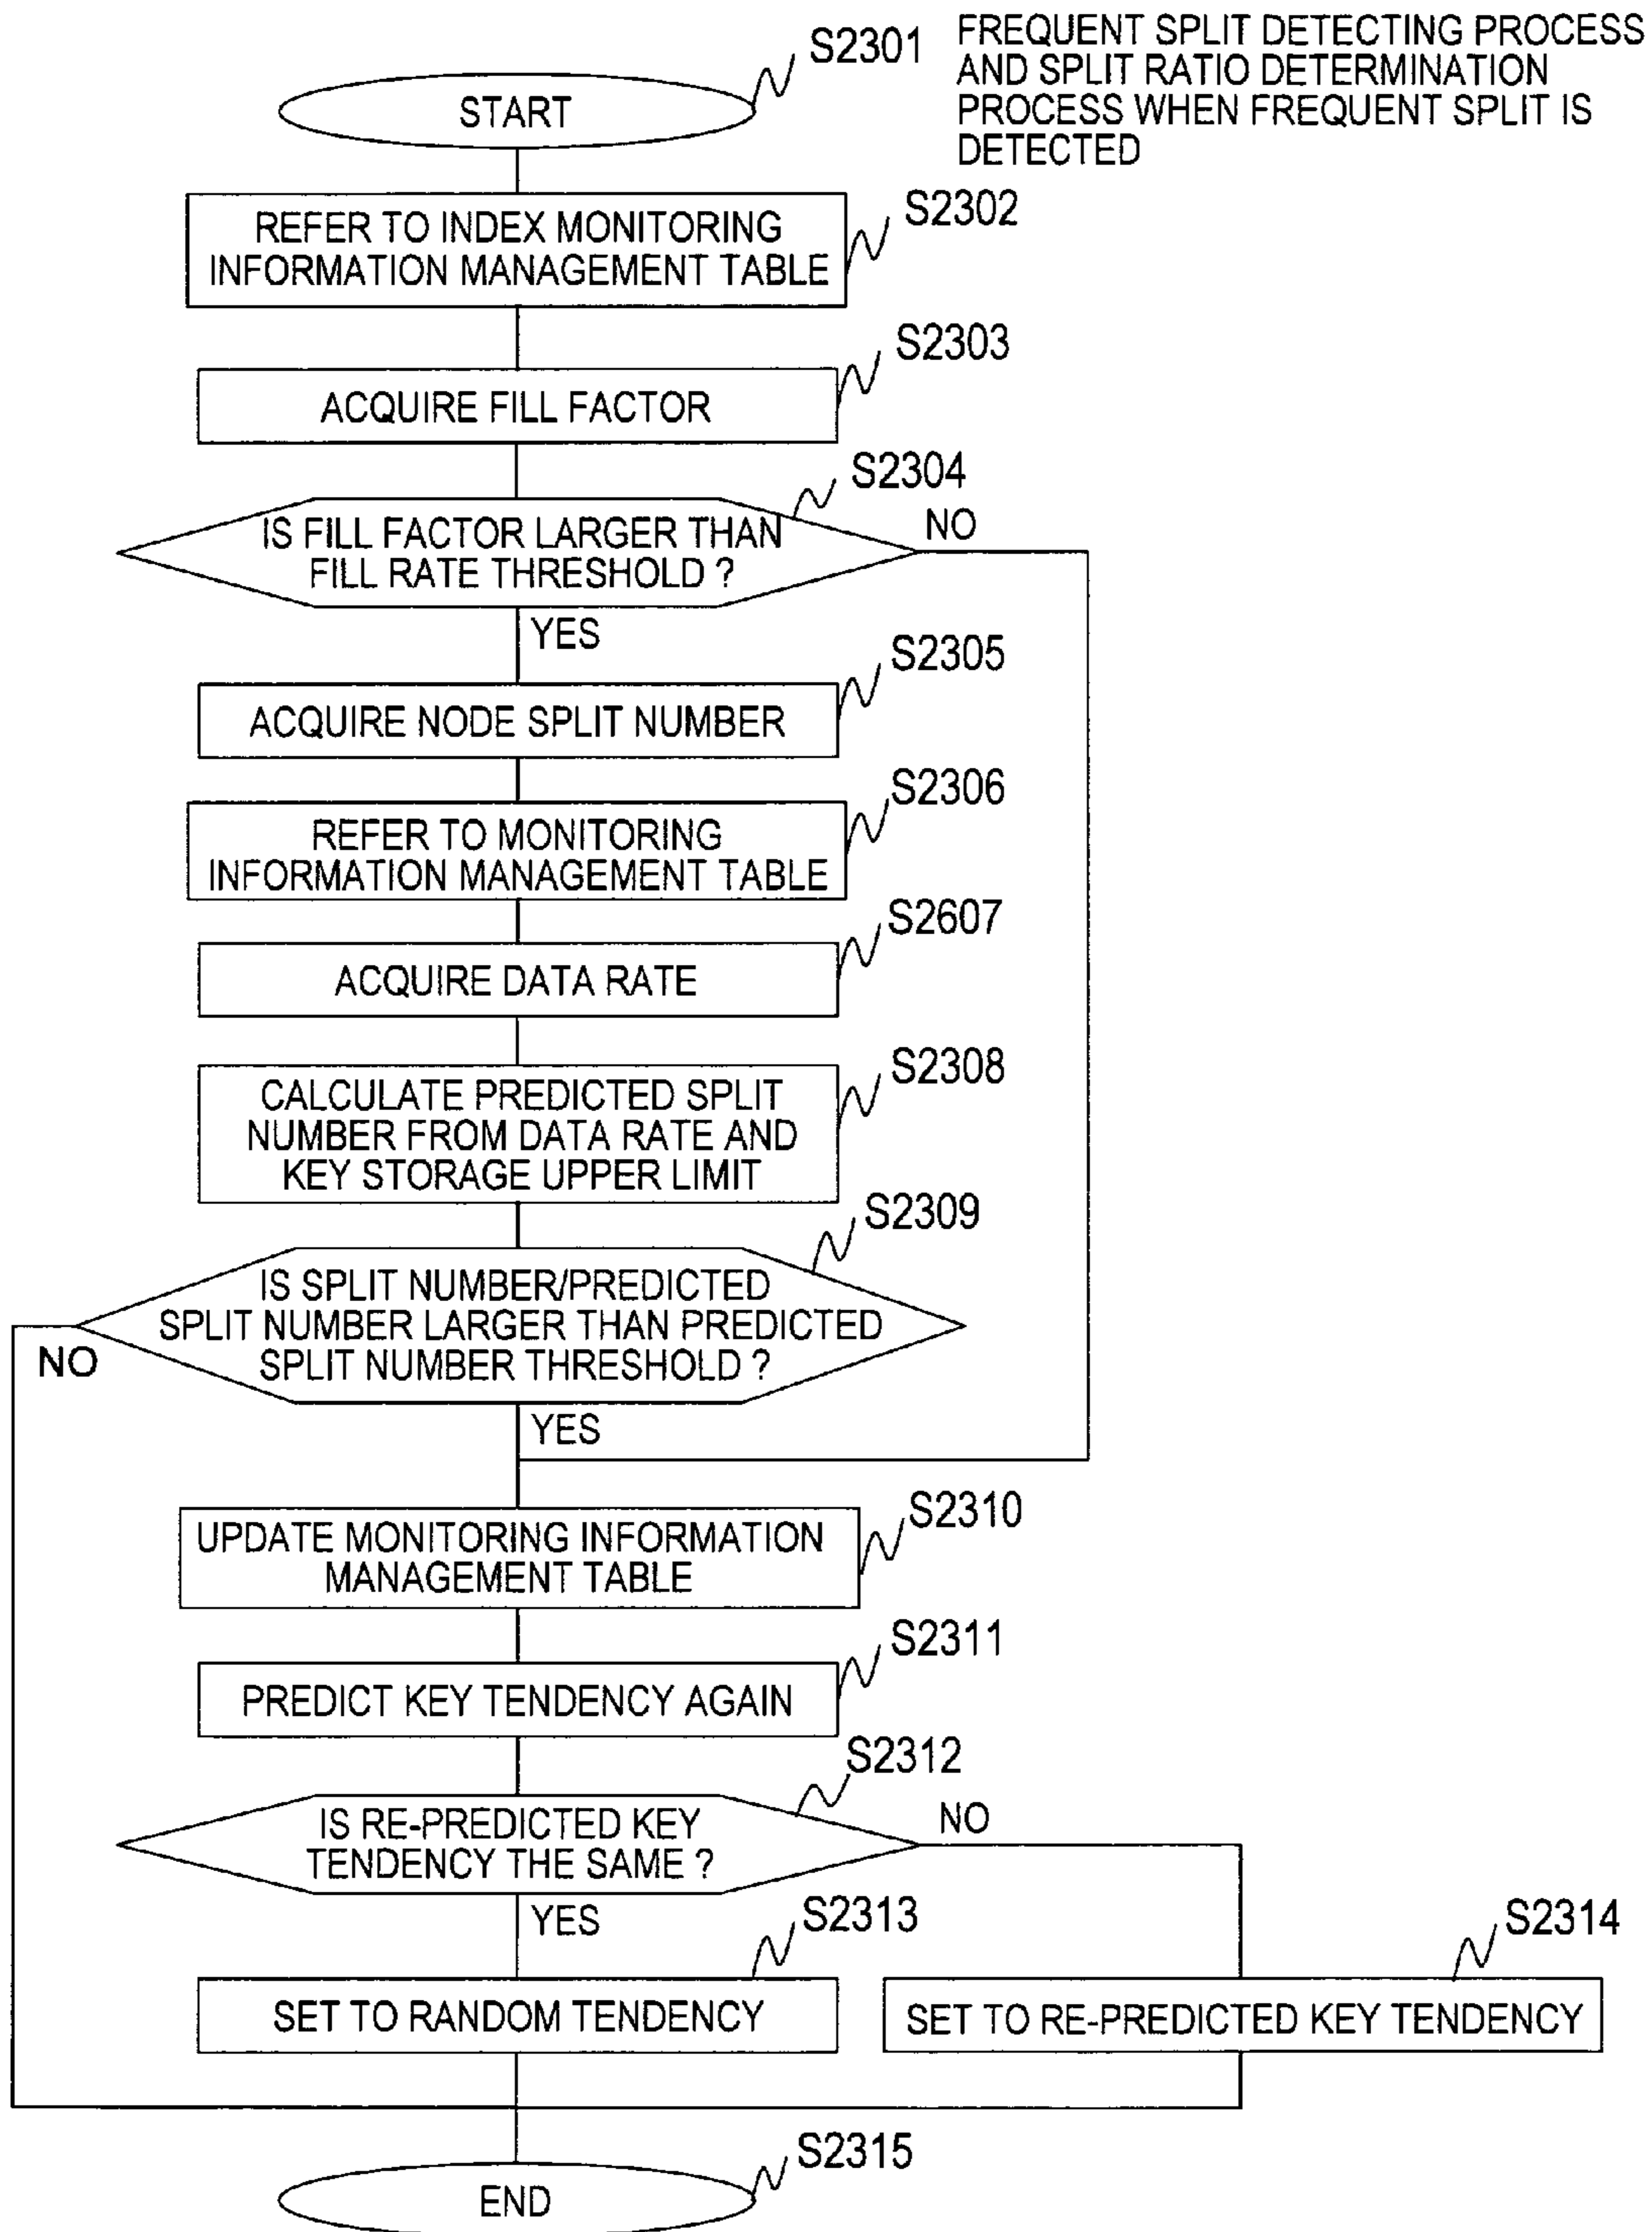 S2301
FREQUENT SPLIT DETECTING PROCESS
AND SPLIT RATIO DETERMINATION
PROCESS WHEN FREQUENT SPLIT IS
DETECTED
START
S2302
REFER TO INDEX MONITORING
INFORMATION MANAGEMENT TABLE
S2303
ACQUIRE FILL FACTOR
S2304
IS FILL FACTOR LARGER THAN
FILL RATE THRESHOLD ?
NO
YES
S2305
ACQUIRE NODE SPLIT NUMBER
S2306
REFER TO MONITORING
INFORMATION MANAGEMENT TABLE
S2607
ACQUIRE DATA RATE
S2308
CALCULATE PREDICTED SPLIT
NUMBER FROM DATA RATE AND
KEY STORAGE UPPER LIMIT
S2309
IS SPLIT NUMBER/PREDICTED
SPLIT NUMBER LARGER THAN PREDICTED
SPLIT NUMBER THRESHOLD ?
NO
YES
S2310
UPDATE MONITORING INFORMATION
MANAGEMENT TABLE
S2311
PREDICT KEY TENDENCY AGAIN
S2312
IS RE-PREDICTED KEY
TENDENCY THE SAME ?
NO
YES
S2313
SET TO RANDOM TENDENCY
S2314
SET TO RE-PREDICTED KEY TENDENCY
S2315
END